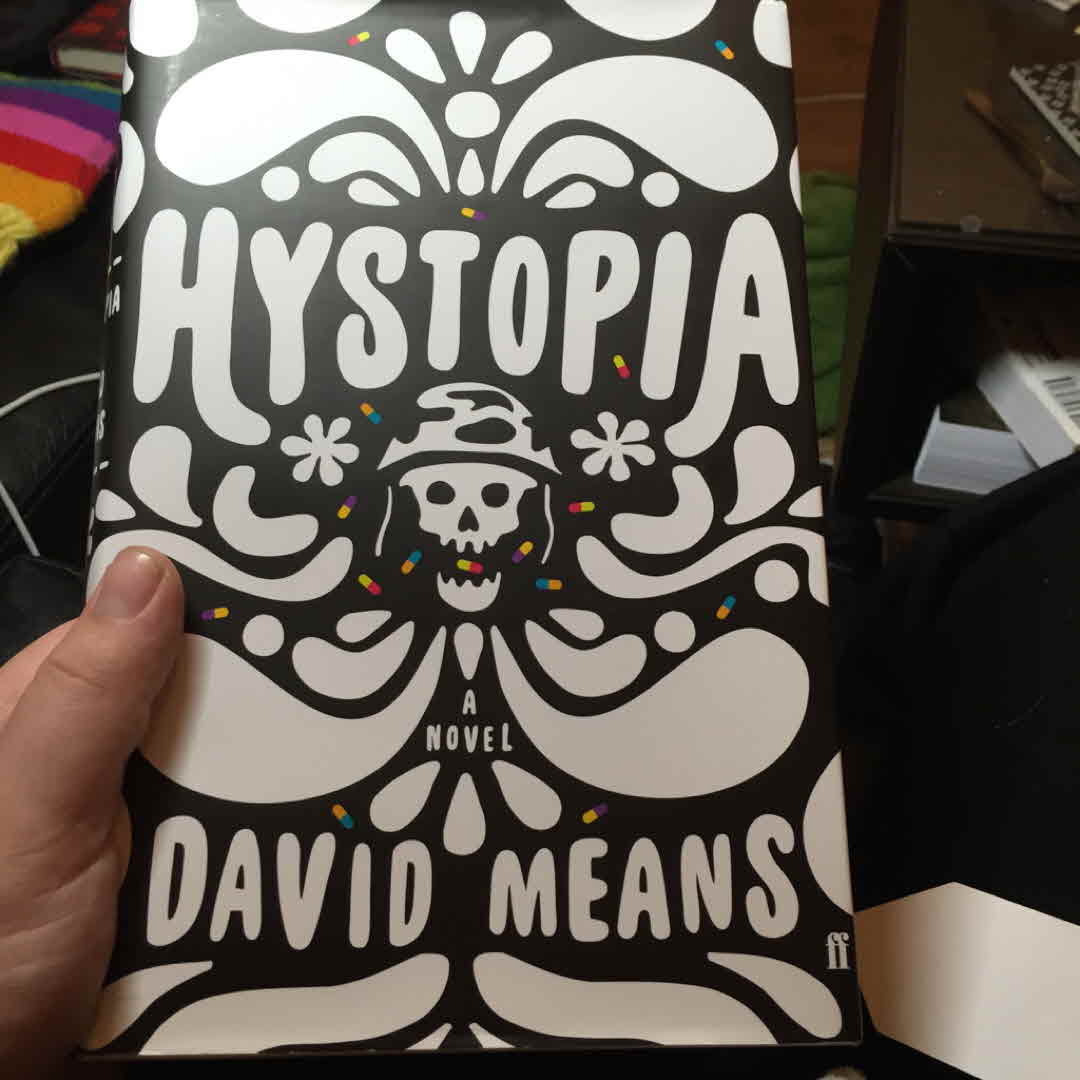 HYSTOPIA
A
NOVEL
DAVID MEANS
ff